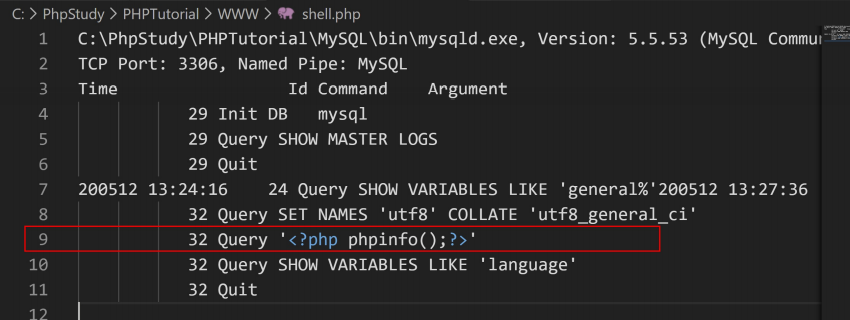 C: > PhpStudy > PHPTutorial > WWW > shell.php
1 C:\PhpStudy\PHPTutorial\MySQL\bin\mysqld.exe, Version: 5.5.53 (MySQL Commu
2 TCP Port: 3306, Named Pipe: MySQL
3 Time Id Command Argument
4 29 Init DB mysql
5 29 Query SHOW MASTER LOGS
6 29 Quit
7 200512 13:24:16 24 Query SHOW VARIABLES LIKE 'general%'200512 13:27:36
8 32 Query SET NAMES 'utf8' COLLATE 'utf8_general_ci'
9 32 Query '<?php phpinfo();?>'
10 32 Query SHOW VARIABLES LIKE 'language'
11 32 Quit
12